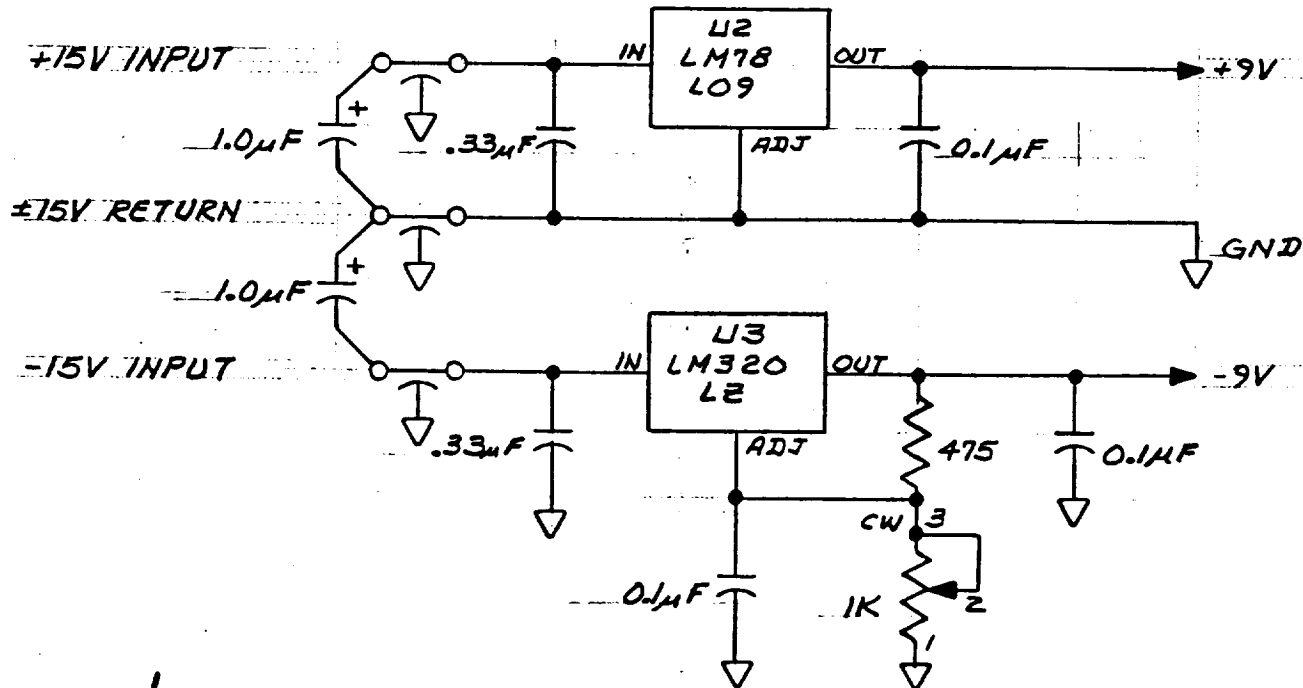 +15V INPUT
IN
U2
LM78
L09
OUT
ADJ
+9V
+
1.0µF
.33µF
0.1µF
±15V RETURN
GND
+
1.0µF
-15V INPUT
IN
U3
LM320
LZ
OUT
ADJ
-9V
.33µF
475
0.1µF
CW 3
0.1µF
1K
2
1